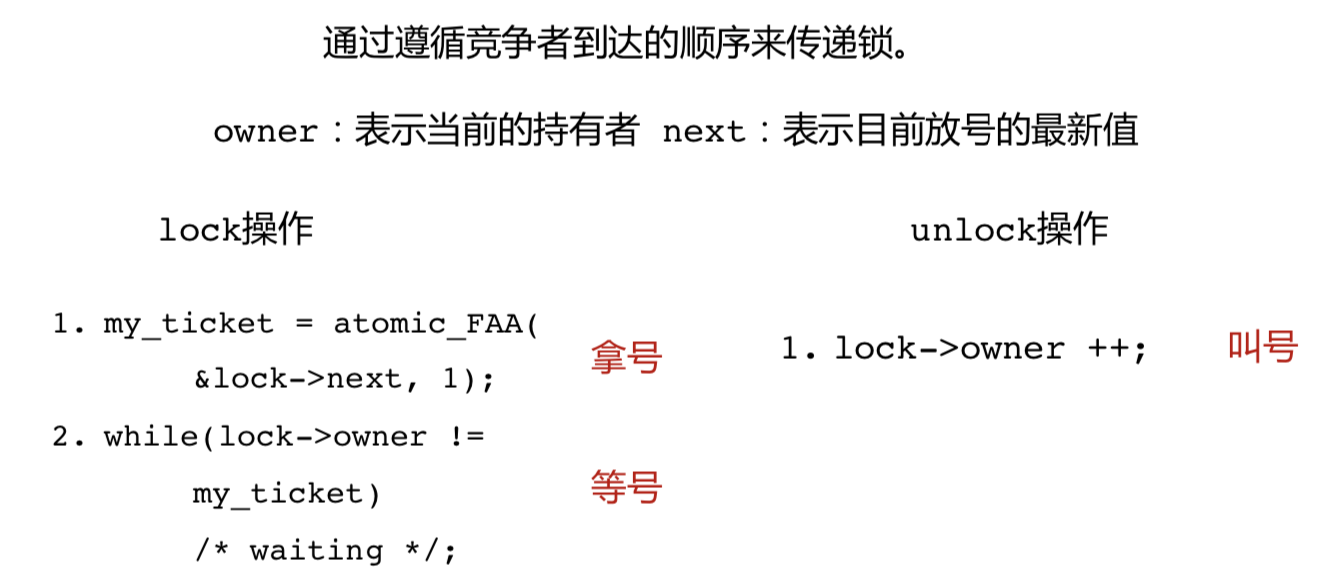 通过遵循竞争者到达的顺序来传递锁。
owner：表示当前的持有者 next：表示目前放号的最新值
lock操作
1. my_ticket = atomic_FAA(
&lock->next, 1);
拿号
2. while(lock->owner !=
my_ticket)
/* waiting */;
等号
unlock操作
1. lock->owner ++;
叫号